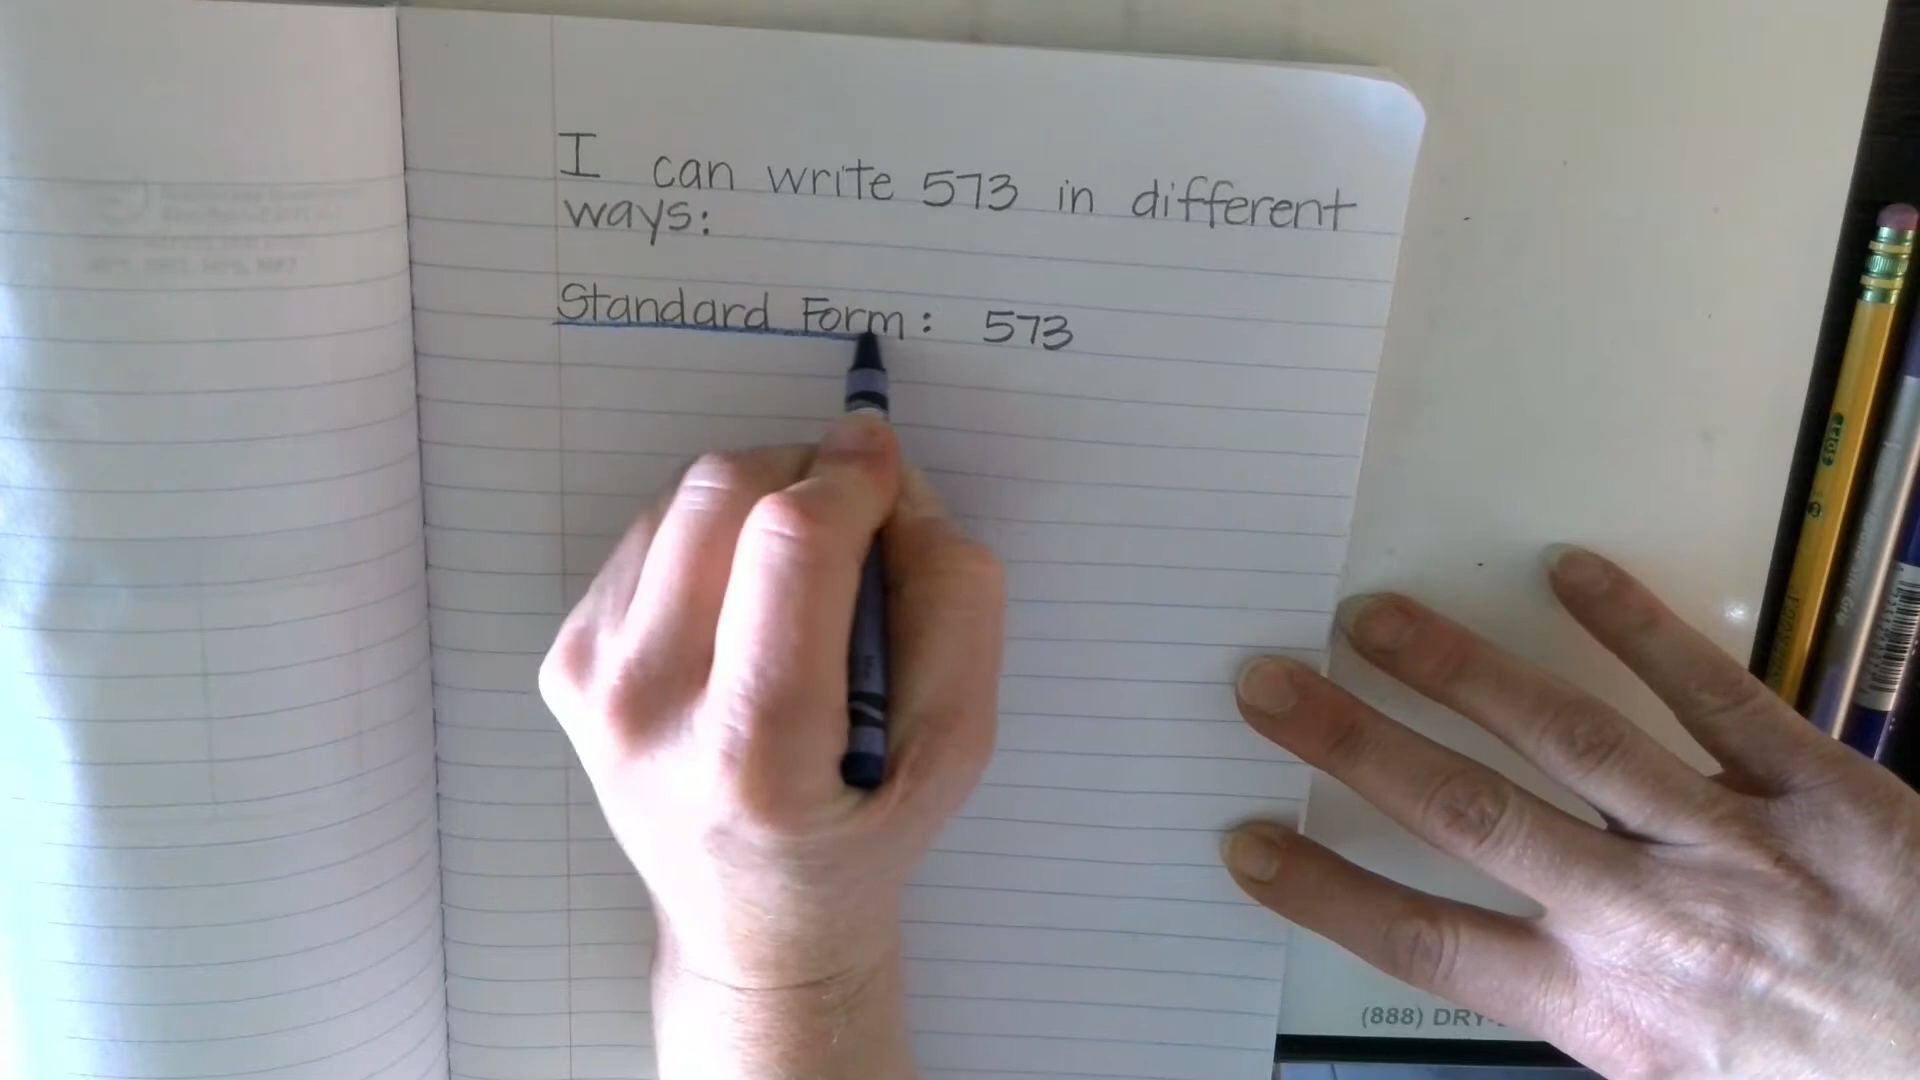 I can write 573 in different
ways:
Standard Form: 573
(888) DRY-